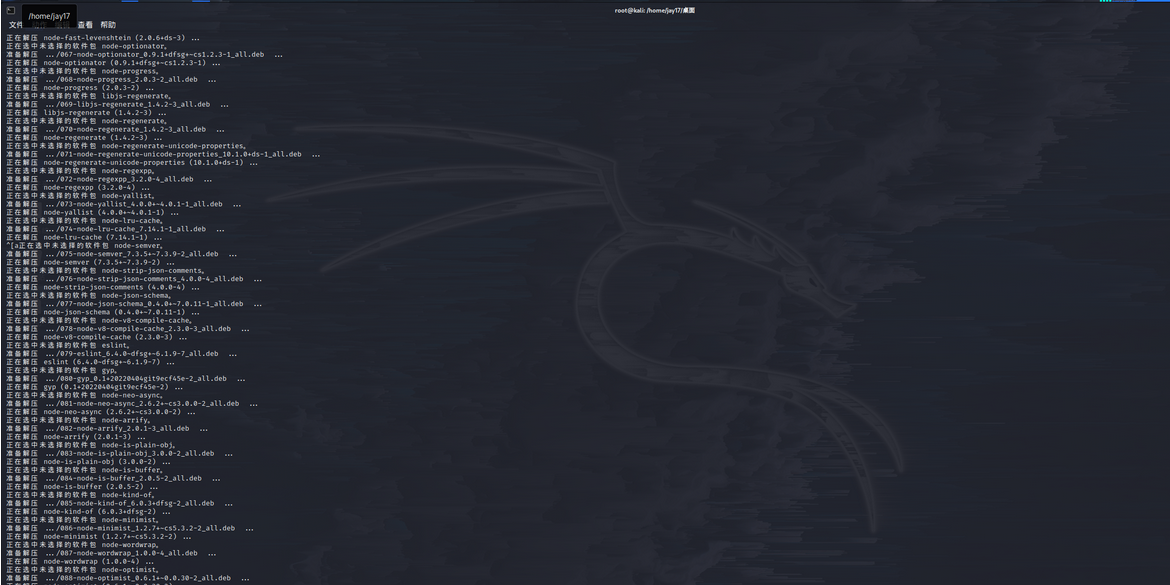 root@kali: /home/jay17/桌面
/home/jay17
文件 查看 帮助
正在解压 node-fast-levenshtein (2.0.6+ds-3) ...
正在选中未选择的软件包 node-optionator。
准备解压 .../067-node-optionator_0.9.1+dfsg+~cs1.2.3-1_all.deb ...
正在解压 node-optionator (0.9.1+dfsg+~cs1.2.3-1) ...
正在选中未选择的软件包 node-progress。
准备解压 .../068-node-progress_2.0.3-2_all.deb ...
正在解压 node-progress (2.0.3-2) ...
正在选中未选择的软件包 libjs-regenerate。
准备解压 .../069-libjs-regenerate_1.4.2-3_all.deb ...
正在解压 libjs-regenerate (1.4.2-3) ...
正在选中未选择的软件包 node-regenerate。
准备解压 .../070-node-regenerate_1.4.2-3_all.deb ...
正在解压 node-regenerate (1.4.2-3) ...
正在选中未选择的软件包 node-regenerate-unicode-properties。
准备解压 .../071-node-regenerate-unicode-properties_10.1.0+ds-1_all.deb ...
正在解压 node-regenerate-unicode-properties (10.1.0+ds-1) ...
正在选中未选择的软件包 node-regexpp。
准备解压 .../072-node-regexpp_3.2.0-4_all.deb ...
正在解压 node-regexpp (3.2.0-4) ...
正在选中未选择的软件包 node-yallist。
准备解压 .../073-node-yallist_4.0.0+~4.0.1-1_all.deb ...
正在解压 node-yallist (4.0.0+~4.0.1-1) ...
正在选中未选择的软件包 node-lru-cache。
准备解压 .../074-node-lru-cache_7.14.1-1_all.deb ...
正在解压 node-lru-cache (7.14.1-1) ...
^[a正在选中未选择的软件包 node-semver。
准备解压 .../075-node-semver_7.3.5+~7.3.9-2_all.deb ...
正在解压 node-semver (7.3.5+~7.3.9-2) ...
正在选中未选择的软件包 node-strip-json-comments。
准备解压 .../076-node-strip-json-comments_4.0.0-4_all.deb ...
正在解压 node-strip-json-comments (4.0.0-4) ...
正在选中未选择的软件包 node-json-schema。
准备解压 .../077-node-json-schema_0.4.0+~7.0.11-1_all.deb ...
正在解压 node-json-schema (0.4.0+~7.0.11-1) ...
正在选中未选择的软件包 node-v8-compile-cache。
准备解压 .../078-node-v8-compile-cache_2.3.0-3_all.deb ...
正在解压 node-v8-compile-cache (2.3.0-3) ...
正在选中未选择的软件包 eslint。
准备解压 .../079-eslint_6.4.0~dfsg+~6.1.9-7_all.deb ...
正在解压 eslint (6.4.0~dfsg+~6.1.9-7) ...
正在选中未选择的软件包 gyp。
准备解压 .../080-gyp_0.1+20220404git9ecf45e-2_all.deb ...
正在解压 gyp (0.1+20220404git9ecf45e-2) ...
正在选中未选择的软件包 node-neo-async。
准备解压 .../081-node-neo-async_2.6.2+~cs3.0.0-2_all.deb ...
正在解压 node-neo-async (2.6.2+~cs3.0.0-2) ...
正在选中未选择的软件包 node-arrify。
准备解压 .../082-node-arrify_2.0.1-3_all.deb ...
正在解压 node-arrify (2.0.1-3) ...
正在选中未选择的软件包 node-is-plain-obj。
准备解压 .../083-node-is-plain-obj_3.0.0-2_all.deb ...
正在解压 node-is-plain-obj (3.0.0-2) ...
正在选中未选择的软件包 node-is-buffer。
准备解压 .../084-node-is-buffer_2.0.5-2_all.deb ...
正在解压 node-is-buffer (2.0.5-2) ...
正在选中未选择的软件包 node-kind-of。
准备解压 .../085-node-kind-of_6.0.3+dfsg-2_all.deb ...
正在解压 node-kind-of (6.0.3+dfsg-2) ...
正在选中未选择的软件包 node-minimist。
准备解压 .../086-node-minimist_1.2.7+~cs5.3.2-2_all.deb ...
正在解压 node-minimist (1.2.7+~cs5.3.2-2) ...
正在选中未选择的软件包 node-wordwrap。
准备解压 .../087-node-wordwrap_1.0.0-4_all.deb ...
正在解压 node-wordwrap (1.0.0-4) ...
正在选中未选择的软件包 node-optimist。
准备解压 .../088-node-optimist_0.6.1+~0.0.30-2_all.deb ...